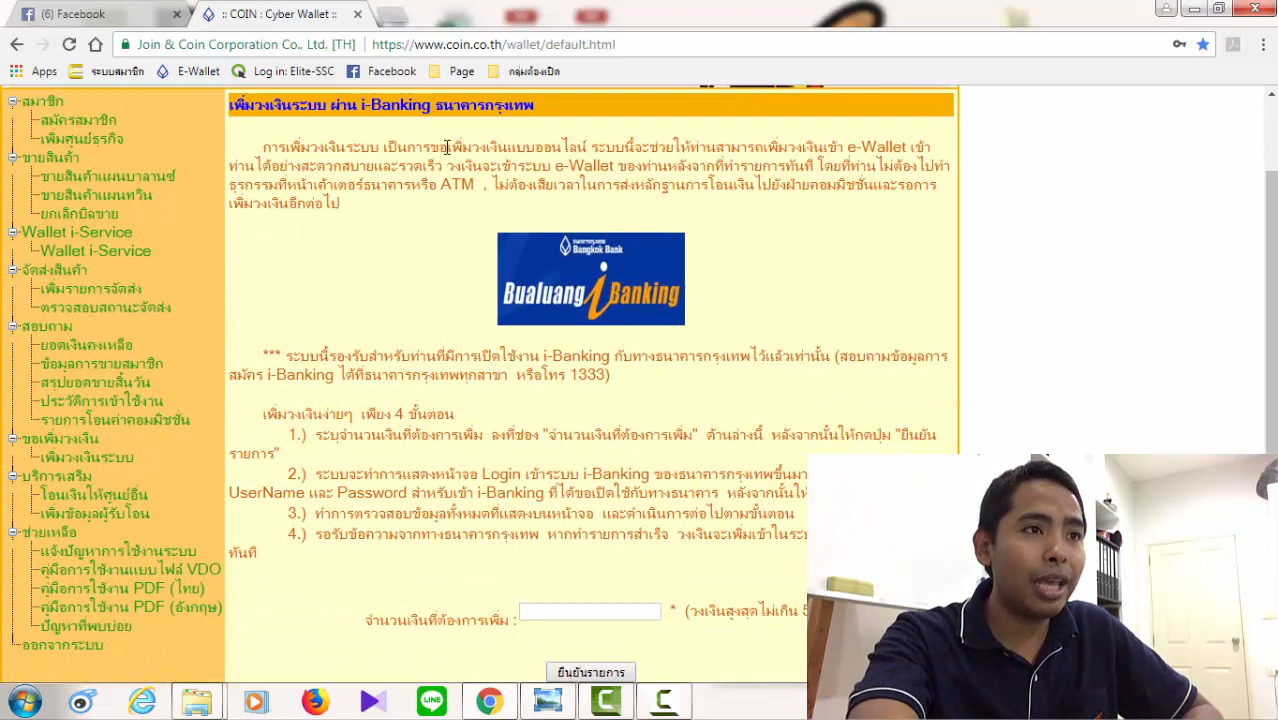 (6) Facebook
:: COIN : Cyber Wallet ::
Join & Coin Corporation Co., Ltd. [TH]
https://www.coin.co.th/wallet/default.html
Apps
ระบบสมาชิก
E-Wallet
Log in: Elite-SSC
Facebook
Page
กลุ่มต้องเปิด
สมาชิก
สมัครสมาชิก
เพิ่มศูนย์ธุรกิจ
ขายสินค้า
ขายสินค้าแผนบาลานซ์
ขายสินค้าแผนทวิน
ยกเลิกบิลขาย
Wallet i-Service
Wallet i-Service
จัดส่งสินค้า
เพิ่มรายการจัดส่ง
ตรวจสอบสถานะจัดส่ง
สอบถาม
ยอดเงินคงเหลือ
ข้อมูลการขายสมาชิก
สรุปยอดขายสิ้นวัน
ประวัติการเข้าใช้งาน
รายการโอนค่าคอมมิชชั่น
ขอเพิ่มวงเงิน
เพิ่มวงเงินระบบ
บริการเสริม
โอนเงินให้ศูนย์อื่น
เพิ่มข้อมูลผู้รับโอน
ช่วยเหลือ
แจ้งปัญหาการใช้งานระบบ
คู่มือการใช้งานแบบไฟล์ VDO
คู่มือการใช้งาน PDF (ไทย)
คู่มือการใช้งาน PDF (อังกฤษ)
ปัญหาที่พบบ่อย
ออกจากระบบ
เพิ่มวงเงินระบบ ผ่าน i-Banking ธนาคารกรุงเทพ
การเพิ่มวงเงินระบบ เป็นการขอเพิ่มวงเงินแบบออนไลน์ ระบบนี้จะช่วยให้ท่านสามารถเพิ่มวงเงินเข้า e-Wallet เข้า
ท่านได้อย่างสะดวกสบายและรวดเร็ว วงเงินจะเข้าระบบ e-Wallet ของท่านหลังจากที่ทำรายการทันที โดยที่ท่านไม่ต้องไปทำ
ธุรกรรมที่หน้าเค้าเตอร์ธนาคารหรือ ATM , ไม่ต้องเสียเวลาในการส่งหลักฐานการโอนเงินไปยังฝ่ายคอมมิชชั่นและรอการ
เพิ่มวงเงินอีกต่อไป
ธนาคารกรุงเทพ
Bangkok Bank
Bualuang i Banking
*** ระบบนี้รองรับสำหรับท่านที่มีการเปิดใช้งาน i-Banking กับทางธนาคารกรุงเทพไว้แล้วเท่านั้น (สอบถามข้อมูลการ
สมัคร i-Banking ได้ที่ธนาคารกรุงเทพทุกสาขา หรือโทร 1333)
เพิ่มวงเงินง่ายๆ เพียง 4 ขั้นตอน
1.) ระบุจำนวนเงินที่ต้องการเพิ่ม ลงที่ช่อง "จำนวนเงินที่ต้องการเพิ่ม" ด้านล่างนี้ หลังจากนั้นให้กดปุ่ม "ยืนยัน
รายการ"
2.) ระบบจะทำการแสดงหน้าจอ Login เข้าระบบ i-Banking ของธนาคารกรุงเทพขึ้นมา
UserName และ Password สำหรับเข้า i-Banking ที่ได้ขอเปิดใช้กับทางธนาคาร หลังจากนั้นให้
3.) ทำการตรวจสอบข้อมูลทั้งหมดที่แสดงบนหน้าจอ และดำเนินการต่อไปตามขั้นตอน
4.) รอรับข้อความจากทางธนาคารกรุงเทพ หากทำรายการสำเร็จ วงเงินจะเพิ่มเข้าในระบบ
ทันที
จำนวนเงินที่ต้องการเพิ่ม : * (วงเงินสูงสุดไม่เกิน 5
ยืนยันรายการ
LINE